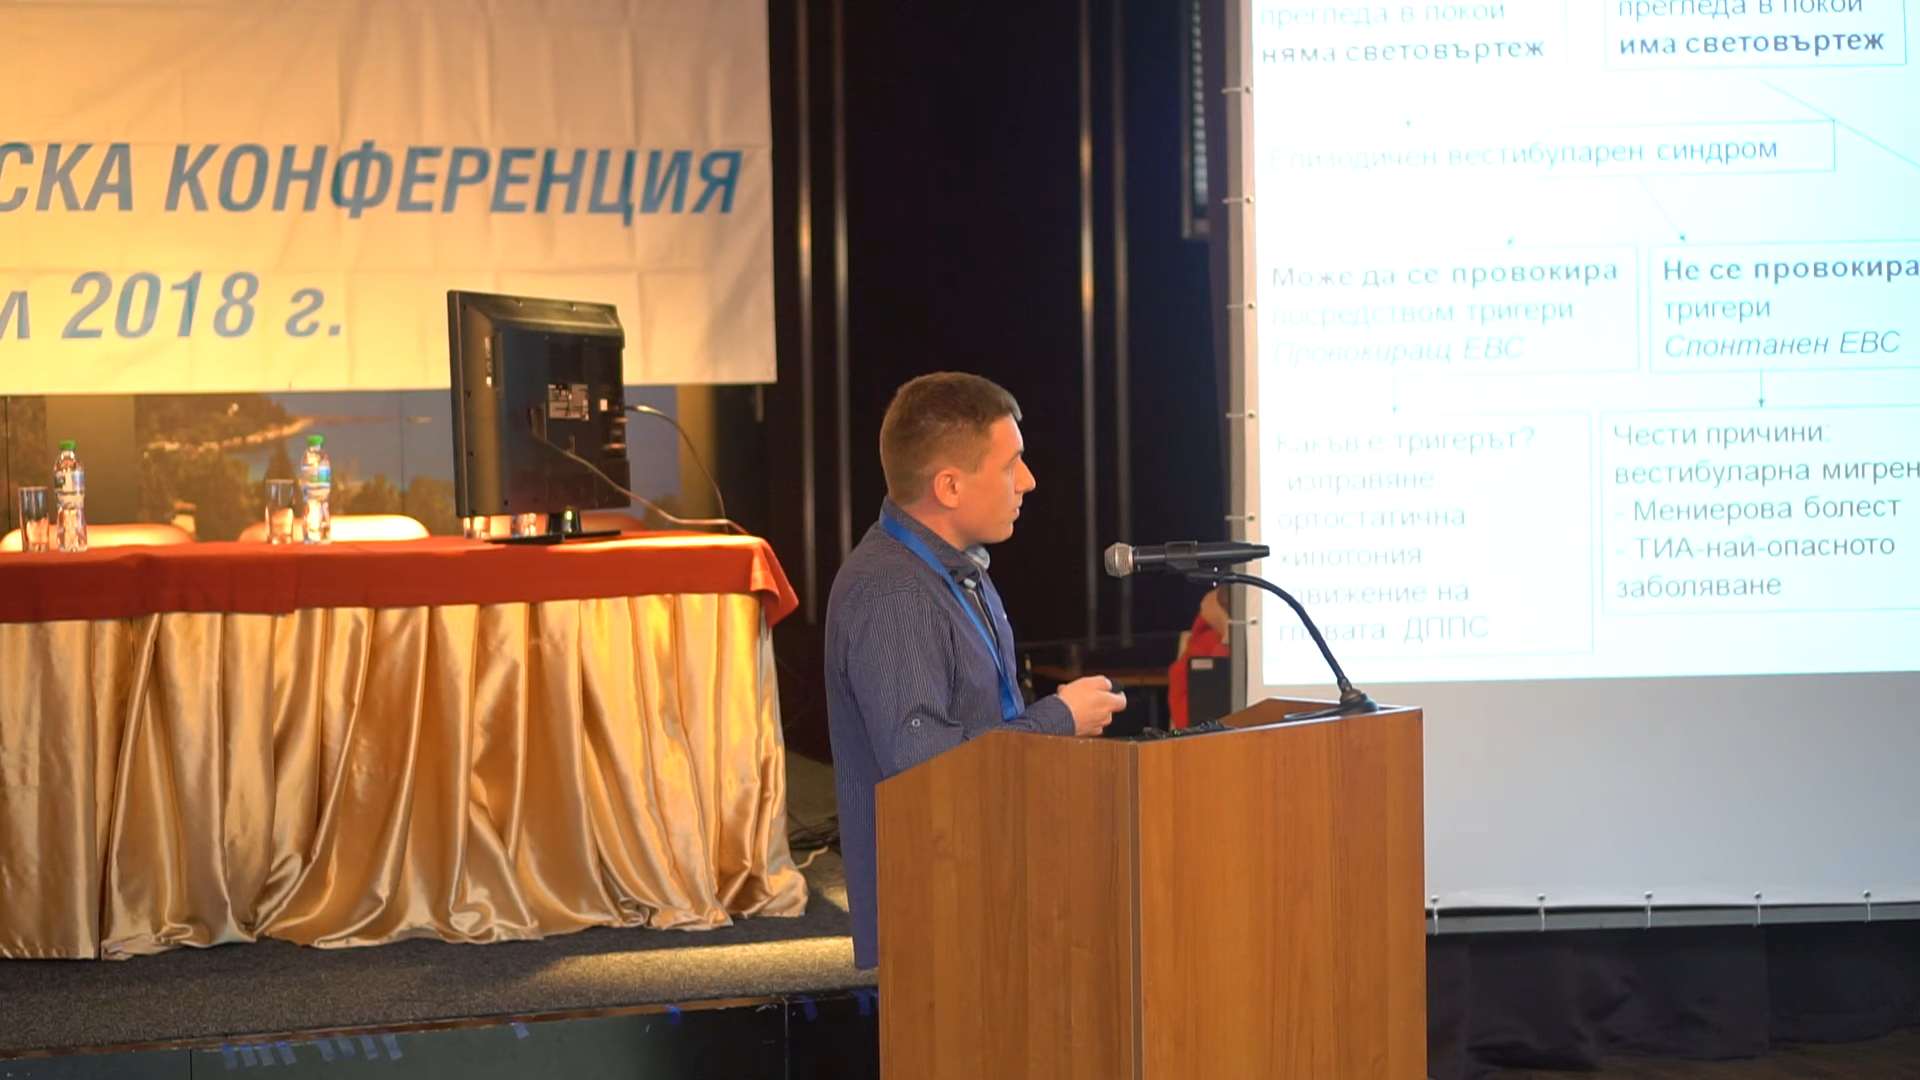 СКА КОНФЕРЕНЦИЯ
2018 г.
прегледа в покой
няма световъртеж
прегледа в покой
има световъртеж
Епизодичен вестибуларен синдром
Може да се провокира
посредством тригери
Провокиращ ЕВС
Не се провокира
тригери
Спонтанен ЕВС
Какъв е тригерът?
изправяне
ортостатична
хипотония
движение на
главата ДППС
Чести причини:
вестибуларна мигрен
- Мениерова болест
- ТИА-най-опасното
заболяване